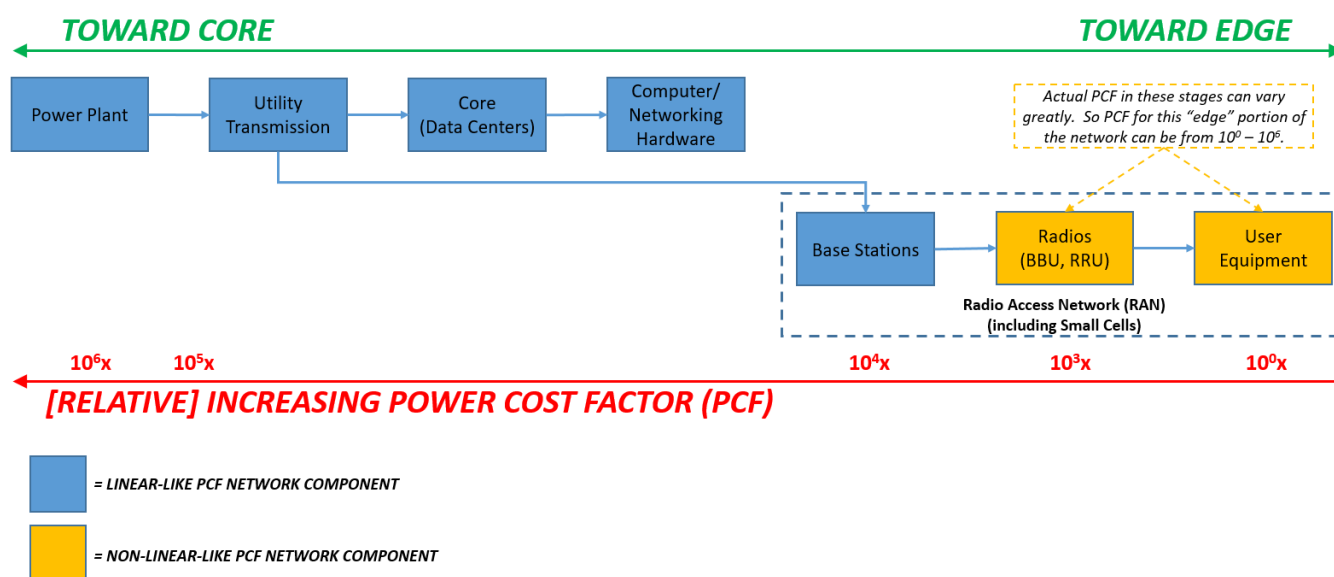 TOWARD CORE
TOWARD EDGE
Power Plant
Utility
Transmission
Core
(Data Centers)
Computer/
Networking
Hardware
Actual PCF in these stages can vary
greatly. So PCF for this “edge” portion of
the network can be from 10⁰ – 10⁶.
Base Stations
Radios
(BBU, RRU)
User
Equipment
Radio Access Network (RAN)
(including Small Cells)
10⁶x
10⁵x
10⁴x
10³x
10⁰x
[RELATIVE] INCREASING POWER COST FACTOR (PCF)
= LINEAR-LIKE PCF NETWORK COMPONENT
= NON-LINEAR-LIKE PCF NETWORK COMPONENT